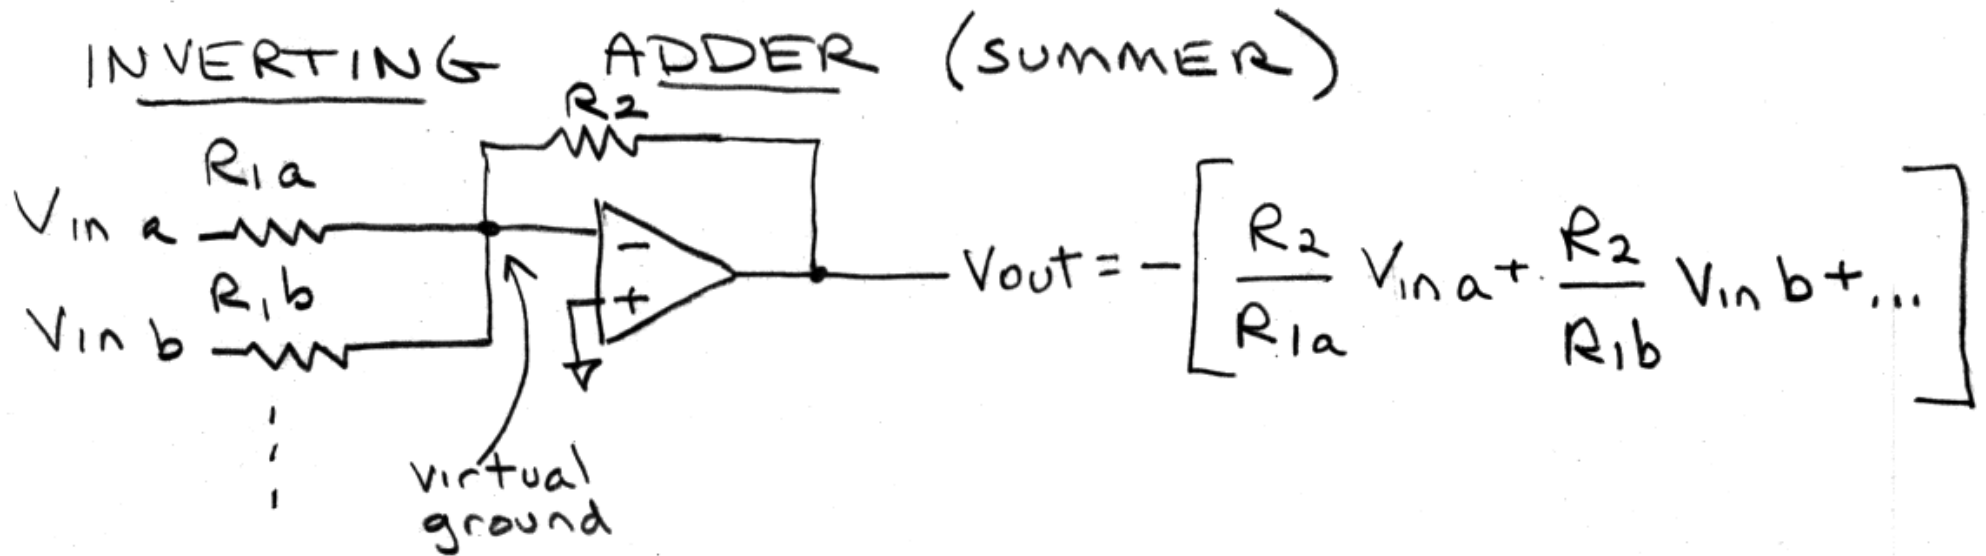 INVERTING ADDER (SUMMER)
R2
R1a
Vin a
R1b
Vin b
-
+
Vout = - [ R2/R1a Vin a + R2/R1b Vin b + ... ]
virtual
ground